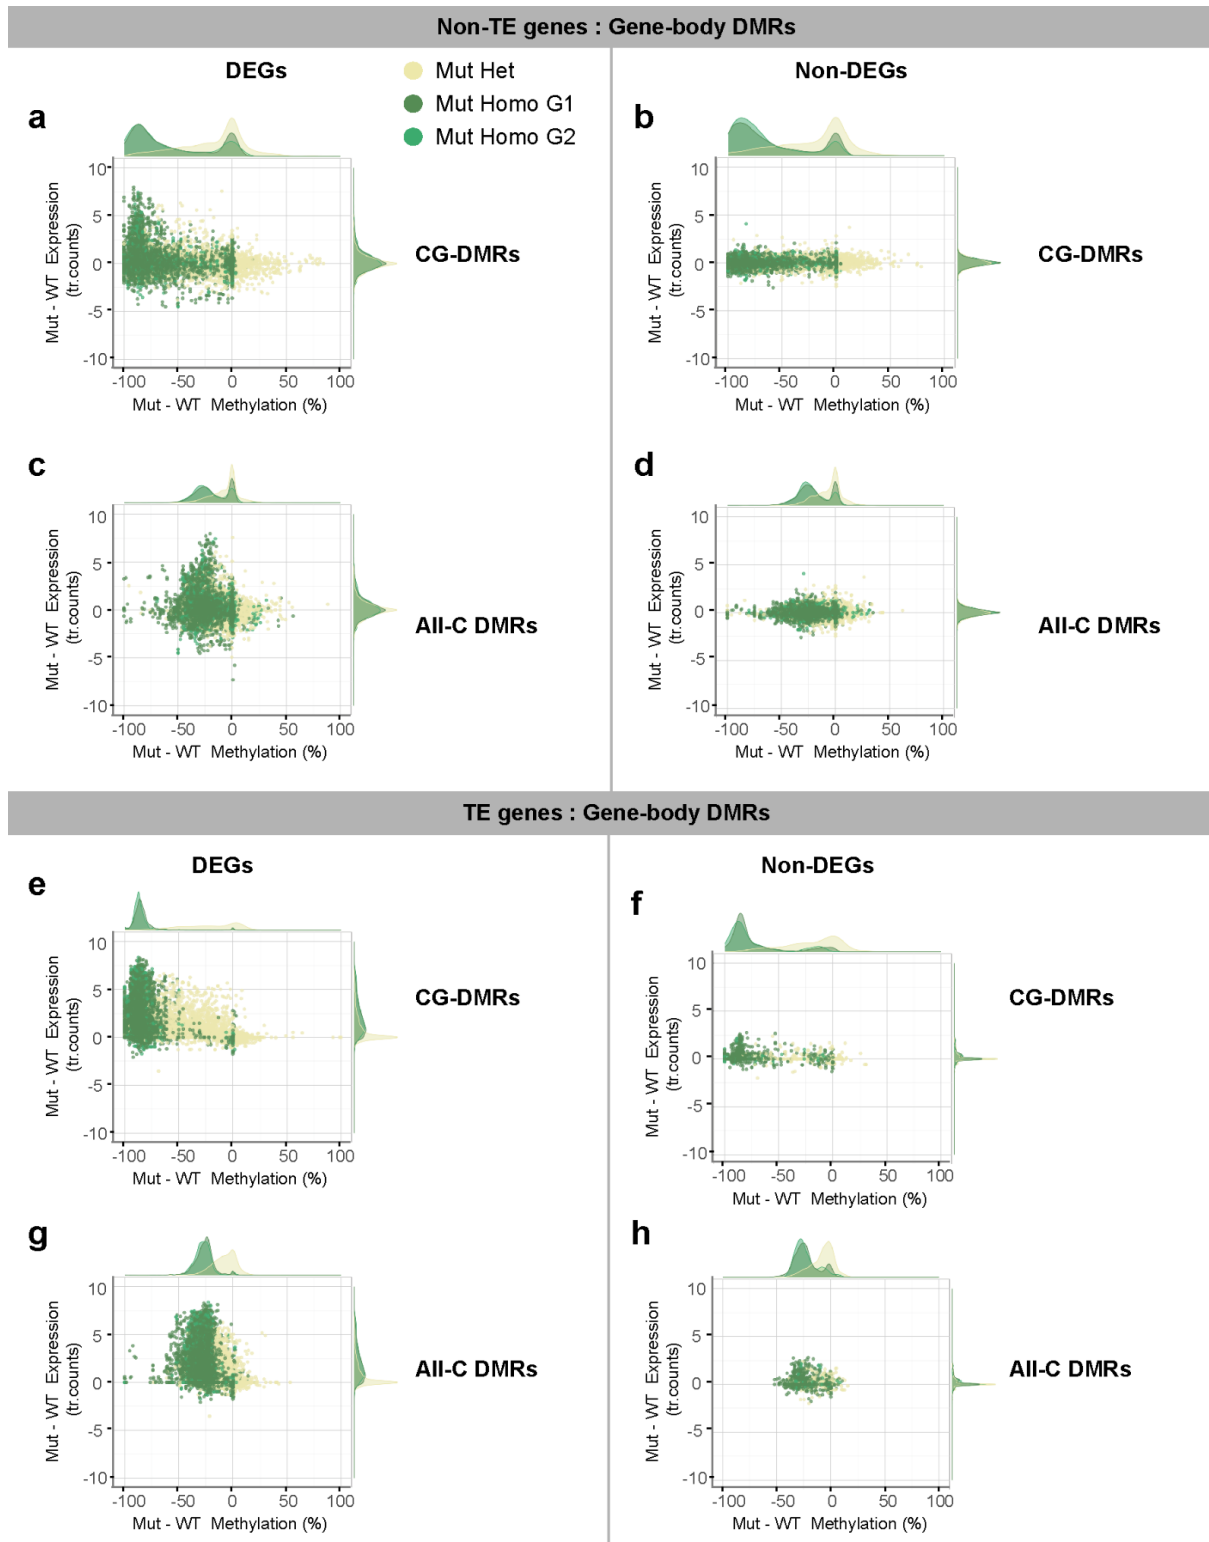 Non-TE genes : Gene-body DMRs
DEGs
Mut Het
Mut Homo G1
Mut Homo G2
Non-DEGs
a
10
5
0
-5
-10
Mut - WT Expression
(tr.counts)
-100 -50 0 50 100
Mut - WT Methylation (%)
CG-DMRs
b
10
5
0
-5
-10
Mut - WT Expression
(tr.counts)
-100 -50 0 50 100
Mut - WT Methylation (%)
CG-DMRs
c
10
5
0
-5
-10
Mut - WT Expression
(tr.counts)
-100 -50 0 50 100
Mut - WT Methylation (%)
All-C DMRs
d
10
5
0
-5
-10
Mut - WT Expression
(tr.counts)
-100 -50 0 50 100
Mut - WT Methylation (%)
All-C DMRs
TE genes : Gene-body DMRs
DEGs
Non-DEGs
e
10
5
0
-5
-10
Mut - WT Expression
(tr.counts)
-100 -50 0 50 100
Mut - WT Methylation (%)
CG-DMRs
f
10
5
0
-5
-10
Mut - WT Expression
(tr.counts)
-100 -50 0 50 100
Mut - WT Methylation (%)
CG-DMRs
g
10
5
0
-5
-10
Mut - WT Expression
(tr.counts)
-100 -50 0 50 100
Mut - WT Methylation (%)
All-C DMRs
h
10
5
0
-5
-10
Mut - WT Expression
(tr.counts)
-100 -50 0 50 100
Mut - WT Methylation (%)
All-C DMRs